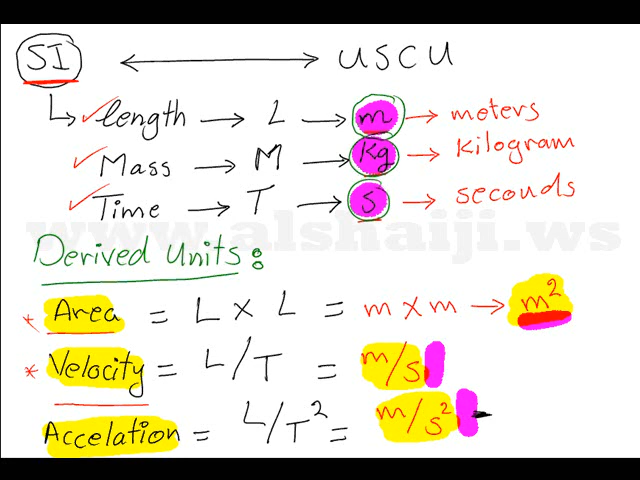 SI ⟷ USCU
↳ ✓ length → L → m → meters
✓ Mass → M → Kg → Kilogram
✓ Time → T → s → seconds
www.alshaiji.ws
Derived Units:
* Area = L × L = m × m → m²
* Velocity = L/T = m/s
Accelation = L/T² = m/s²